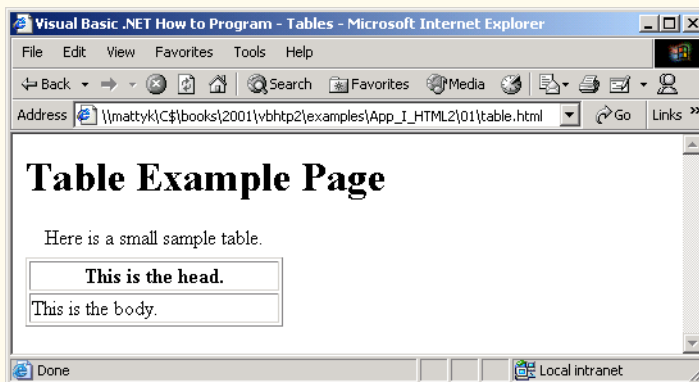 Visual Basic .NET How to Program - Tables - Microsoft Internet Explorer
File Edit View Favorites Tools Help
Back Search Favorites Media
Address \\mattyk\C$\books\2001\vbhtp2\examples\App_I_HTML2\01\table.html Go Links »
Table Example Page
Here is a small sample table.
This is the head.
This is the body.
Done Local intranet